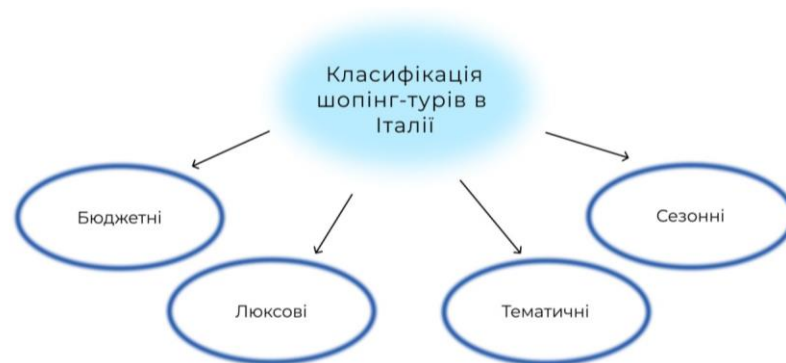 Класифікація
шопінг-турів в
Італії
Бюджетні
Сезонні
Люксові
Тематичні